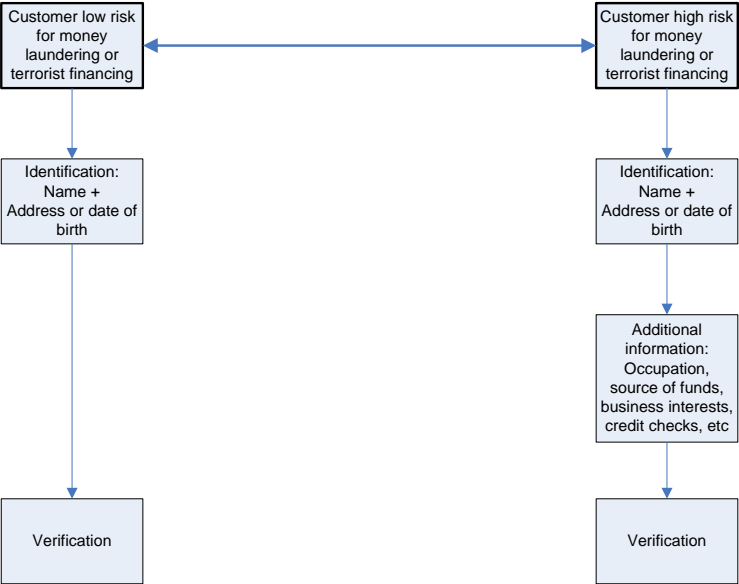 Customer low risk
for money
laundering or
terrorist financing
Customer high risk
for money
laundering or
terrorist financing
Identification:
Name +
Address or date of
birth
Identification:
Name +
Address or date of
birth
Additional
information:
Occupation,
source of funds,
business interests,
credit checks, etc
Verification
Verification